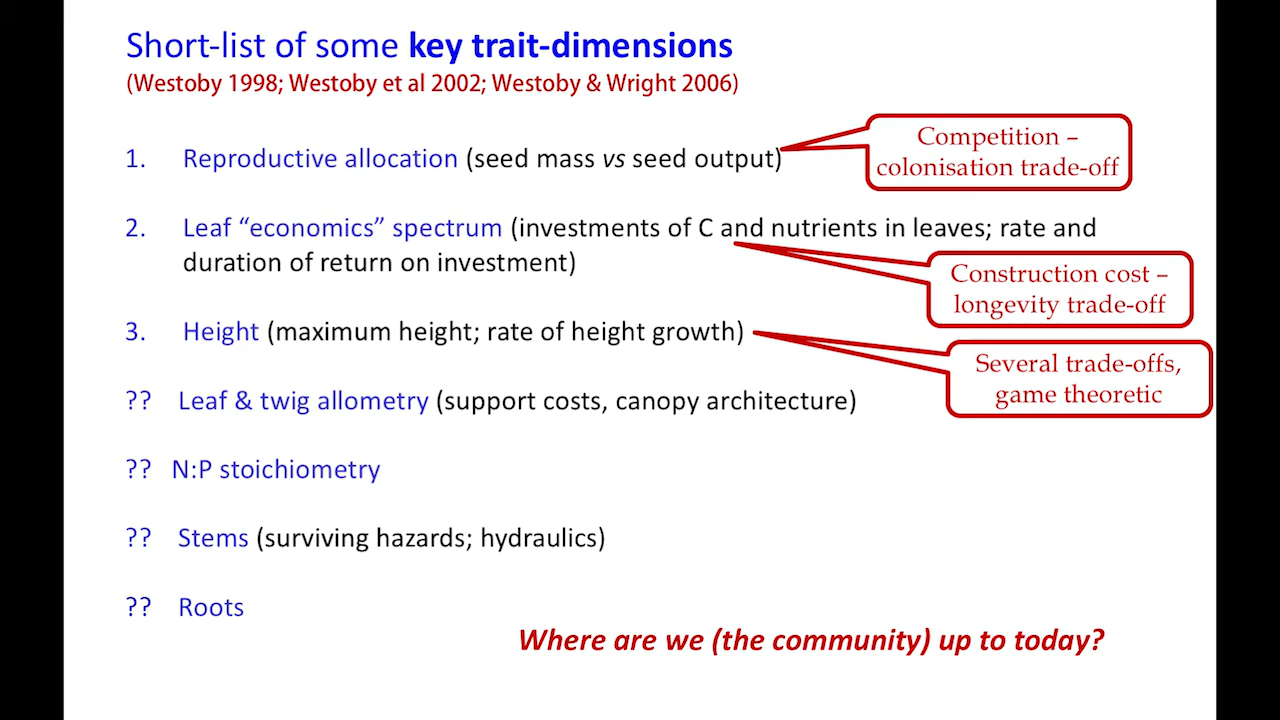 Short-list of some key trait-dimensions
(Westoby 1998; Westoby et al 2002; Westoby & Wright 2006)
1. Reproductive allocation (seed mass vs seed output)
Competition –
colonisation trade-off
2. Leaf “economics” spectrum (investments of C and nutrients in leaves; rate and
duration of return on investment)
Construction cost –
longevity trade-off
3. Height (maximum height; rate of height growth)
Several trade-offs,
game theoretic
?? Leaf & twig allometry (support costs, canopy architecture)
?? N:P stoichiometry
?? Stems (surviving hazards; hydraulics)
?? Roots
Where are we (the community) up to today?